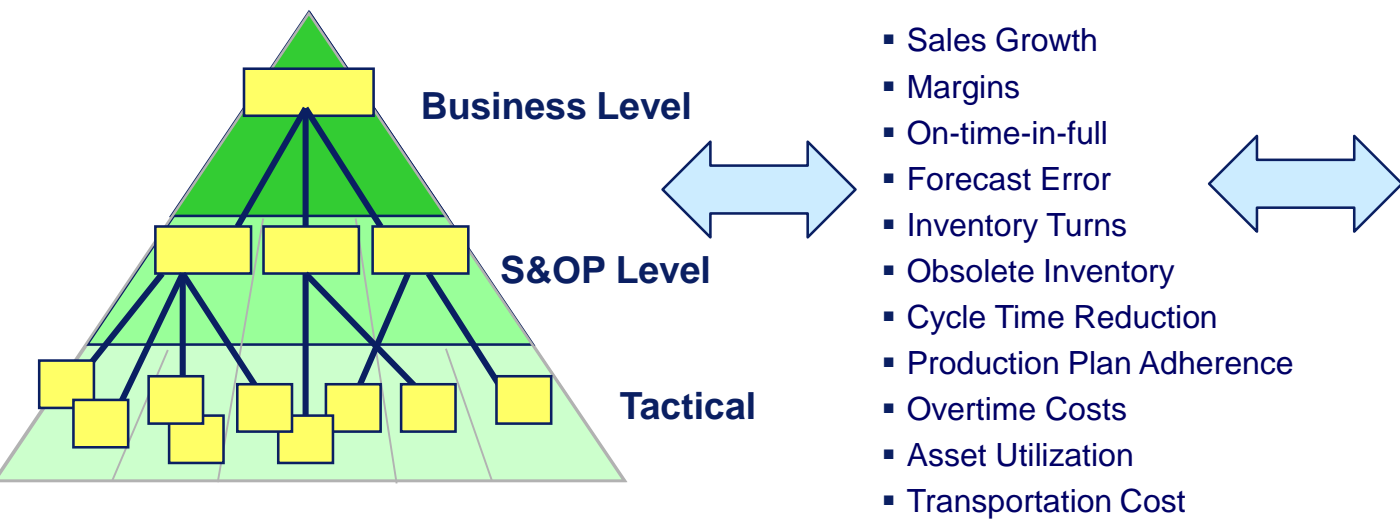 Business Level
S&OP Level
Tactical
▪ Sales Growth
▪ Margins
▪ On-time-in-full
▪ Forecast Error
▪ Inventory Turns
▪ Obsolete Inventory
▪ Cycle Time Reduction
▪ Production Plan Adherence
▪ Overtime Costs
▪ Asset Utilization
▪ Transportation Cost